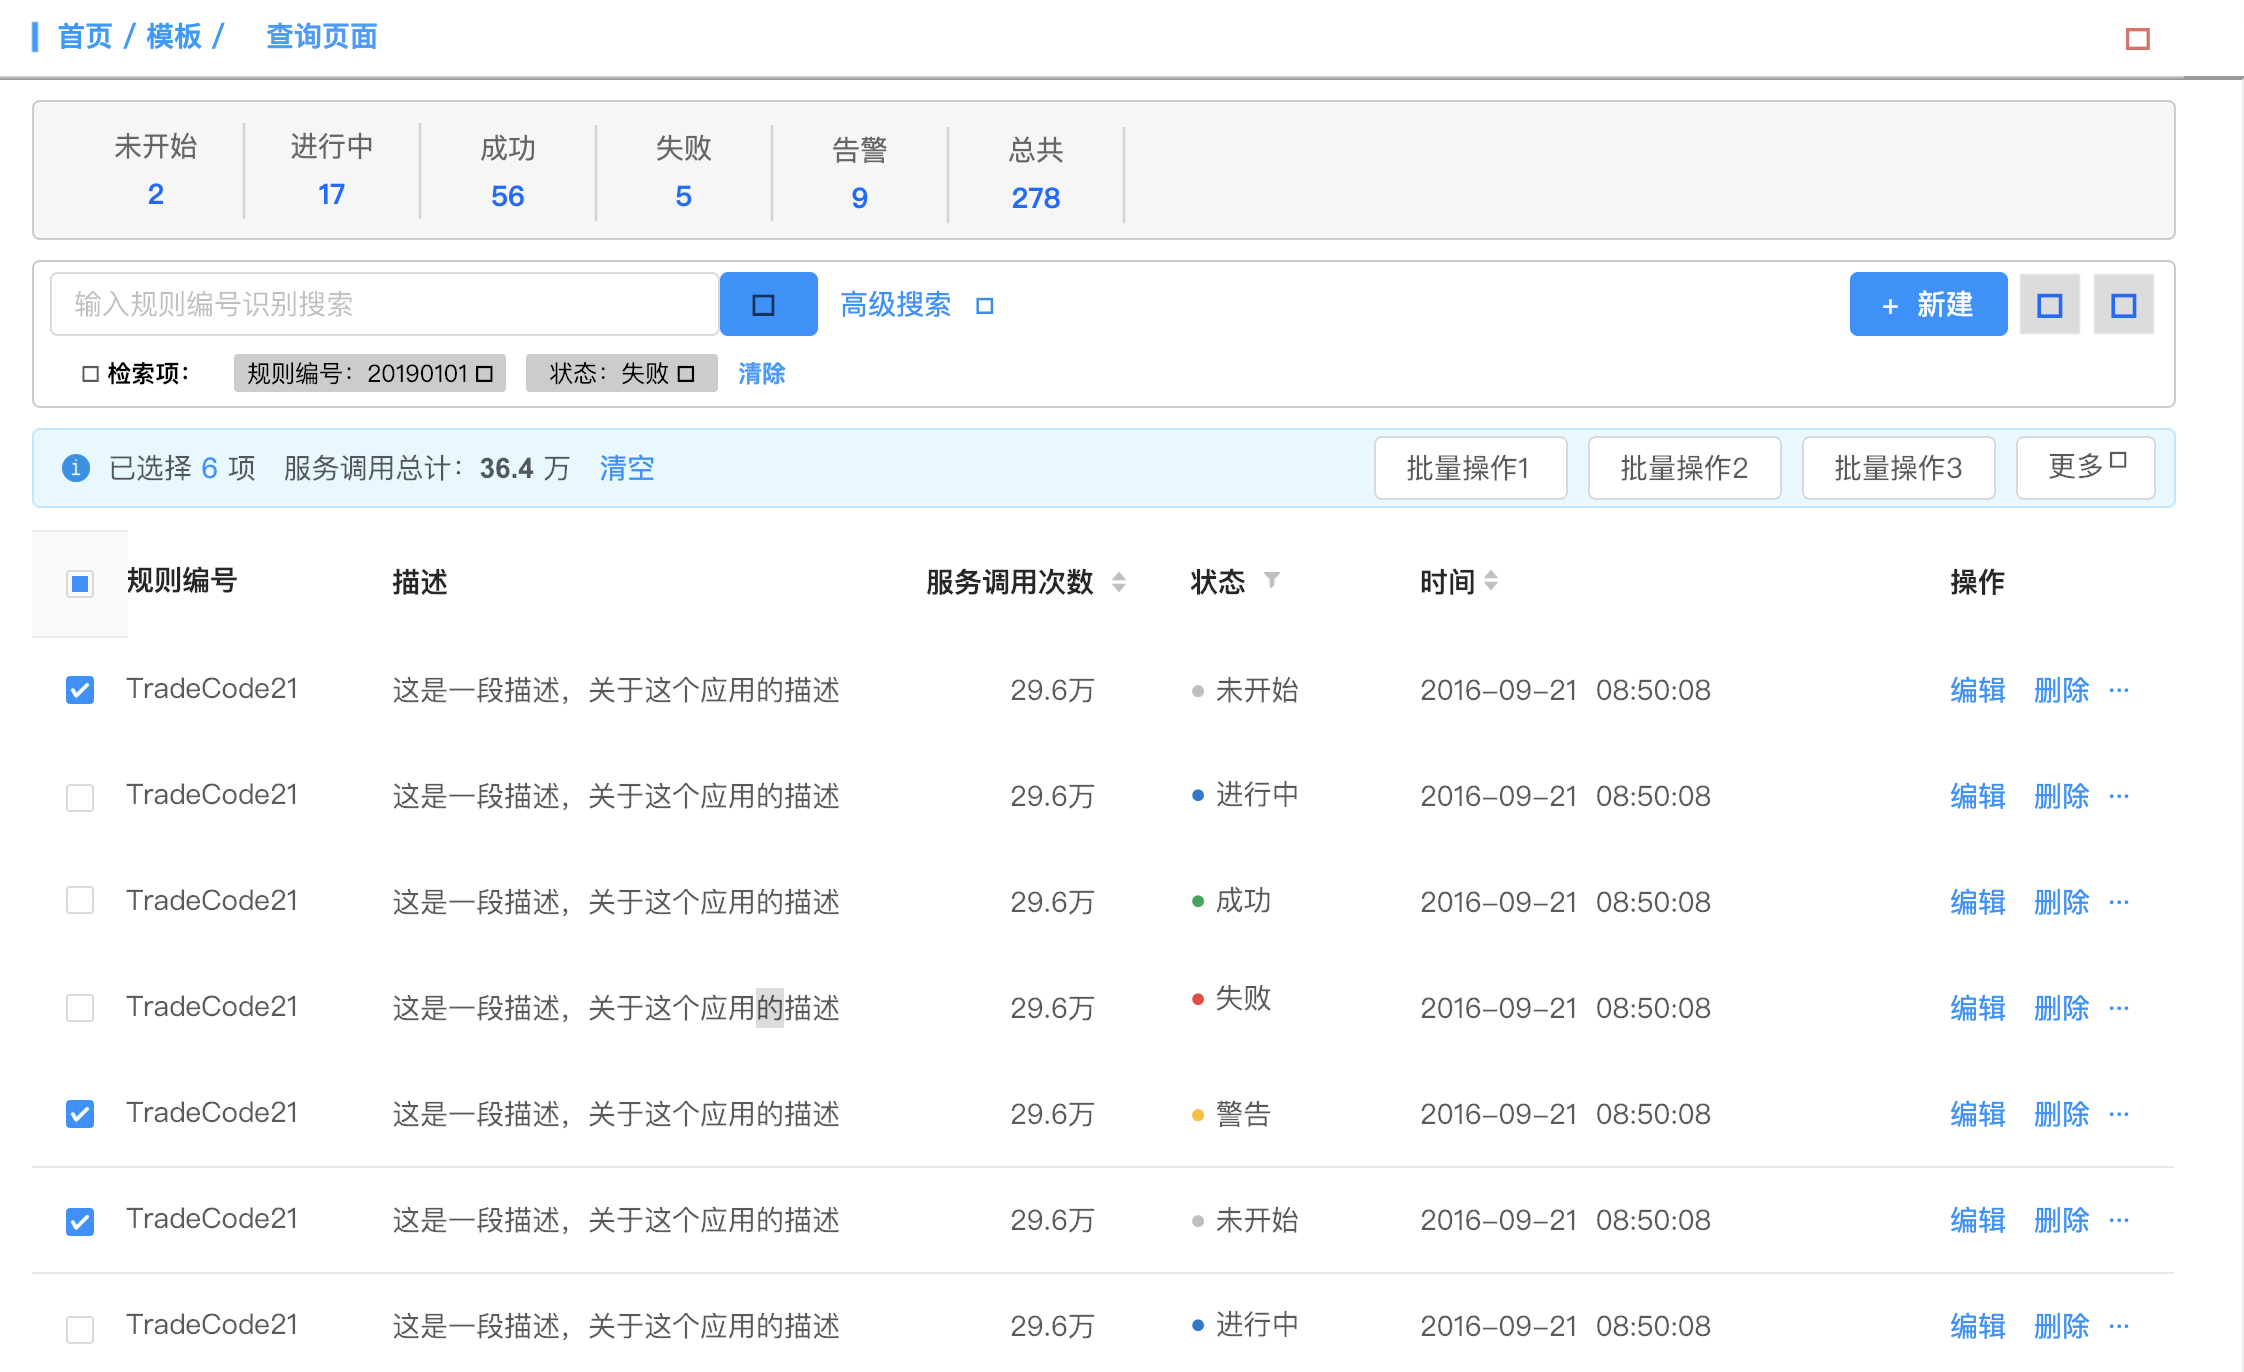 首页 / 模板 / 查询页面
未开始 进行中 成功 失败 告警 总共
2 17 56 5 9 278
输入规则编号识别搜索 高级搜索 + 新建
检索项： 规则编号：20190101 状态：失败 清除
已选择 6 项 服务调用总计：36.4 万 清空 批量操作1 批量操作2 批量操作3 更多
规则编号 描述 服务调用次数 状态 时间 操作
TradeCode21 这是一段描述，关于这个应用的描述 29.6万 未开始 2016-09-21 08:50:08 编辑 删除 ···
TradeCode21 这是一段描述，关于这个应用的描述 29.6万 进行中 2016-09-21 08:50:08 编辑 删除 ···
TradeCode21 这是一段描述，关于这个应用的描述 29.6万 成功 2016-09-21 08:50:08 编辑 删除 ···
TradeCode21 这是一段描述，关于这个应用的描述 29.6万 失败 2016-09-21 08:50:08 编辑 删除 ···
TradeCode21 这是一段描述，关于这个应用的描述 29.6万 警告 2016-09-21 08:50:08 编辑 删除 ···
TradeCode21 这是一段描述，关于这个应用的描述 29.6万 未开始 2016-09-21 08:50:08 编辑 删除 ···
TradeCode21 这是一段描述，关于这个应用的描述 29.6万 进行中 2016-09-21 08:50:08 编辑 删除 ···